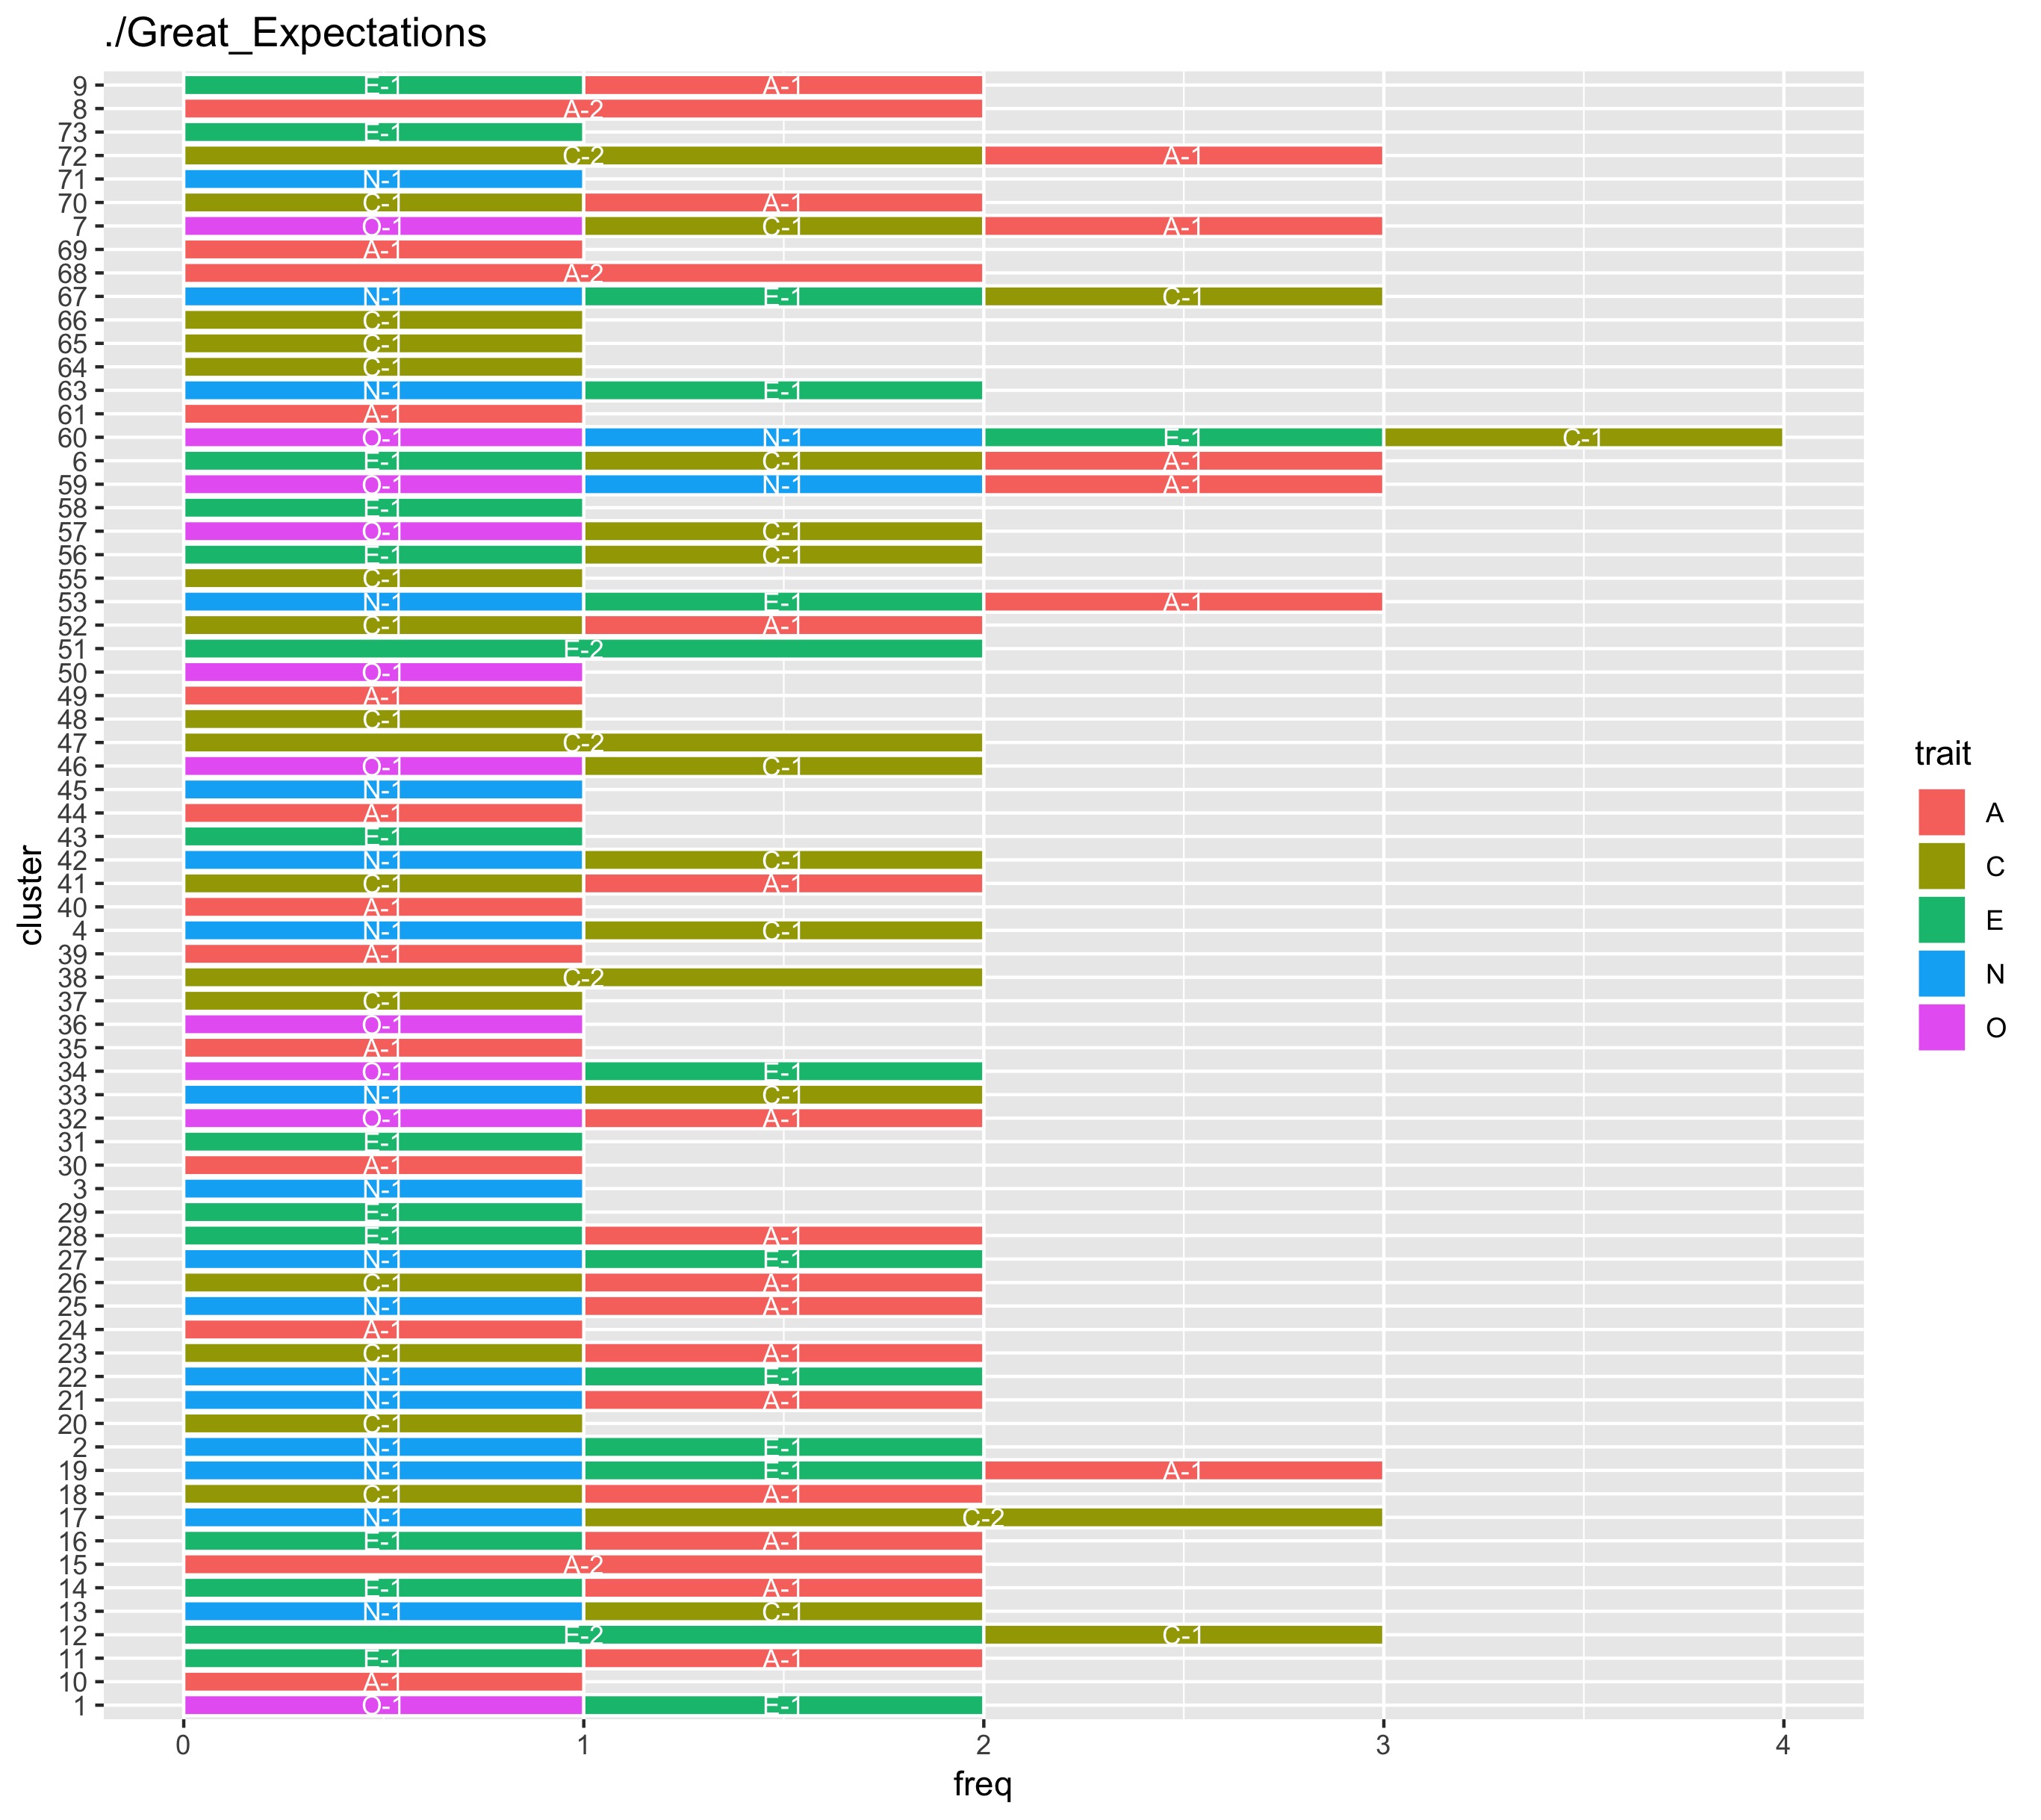 ./Great_Expectations
9 E-1 A-1
8 A-2
73 E-1
72 C-2 A-1
71 N-1
70 C-1 A-1
7 O-1 C-1 A-1
69 A-1
68 A-2
67 N-1 E-1 C-1
66 C-1
65 C-1
64 C-1
63 N-1 E-1
61 A-1
60 O-1 N-1 E-1 C-1
6 E-1 C-1 A-1
59 O-1 N-1 A-1
58 E-1
57 O-1 C-1
56 E-1 C-1
55 C-1
53 N-1 E-1 A-1
52 C-1 A-1
51 E-2
50 O-1
49 A-1
48 C-1
47 C-2
46 O-1 C-1
45 N-1
44 A-1
43 E-1
42 N-1 C-1
41 C-1 A-1
40 A-1
4 N-1 C-1
39 A-1
38 C-2
37 C-1
36 O-1
35 A-1
34 O-1 E-1
33 N-1 C-1
32 O-1 A-1
31 E-1
30 A-1
3 N-1
29 E-1
28 E-1 A-1
27 N-1 E-1
26 C-1 A-1
25 N-1 A-1
24 A-1
23 C-1 A-1
22 N-1 E-1
21 N-1 A-1
20 C-1
2 N-1 E-1
19 N-1 E-1 A-1
18 C-1 A-1
17 N-1 C-2
16 E-1 A-1
15 A-2
14 E-1 A-1
13 N-1 C-1
12 E-2 C-1
11 E-1 A-1
10 A-1
1 O-1 E-1
0 1 2 3 4
freq
cluster
trait
A
C
E
N
O